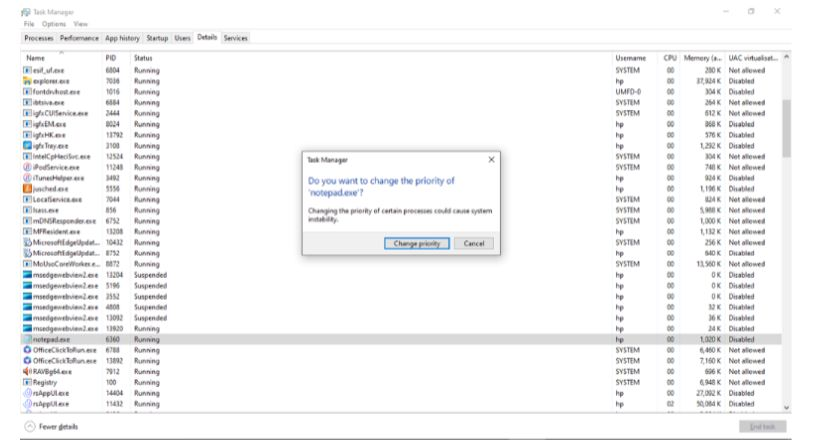 Task Manager
File Options View
Processes Performance App history Startup Users Details Services
Name PID Status Username CPU Memory (a... UAC virtualisat...
esif_uf.exe 6804 Running SYSTEM 00 280 K Not allowed
explorer.exe 7036 Running hp 00 37,924 K Disabled
fontdrvhost.exe 1016 Running UMFD-0 00 304 K Disabled
ibtsiva.exe 6884 Running SYSTEM 00 264 K Not allowed
igfxCUIService.exe 2444 Running SYSTEM 00 612 K Not allowed
igfxEM.exe 8024 Running hp 00 868 K Disabled
igfxHK.exe 13792 Running hp 00 576 K Disabled
igfxTray.exe 3108 Running hp 00 1,292 K Disabled
IntelCpHeciSvc.exe 12524 Running SYSTEM 00 304 K Not allowed
iPodService.exe 11248 Running SYSTEM 00 748 K Not allowed
iTunesHelper.exe 3492 Running hp 00 924 K Disabled
jusched.exe 5556 Running hp 00 1,196 K Disabled
LocalService.exe 7044 Running SYSTEM 00 824 K Not allowed
lsass.exe 856 Running SYSTEM 00 5,988 K Not allowed
mDNSResponder.exe 6752 Running SYSTEM 00 1,000 K Not allowed
MFResident.exe 13208 Running hp 00 1,132 K Disabled
MicrosoftEdgeUpdat... 10432 Running SYSTEM 00 256 K Not allowed
MicrosoftEdgeUpdat... 8752 Running hp 00 640 K Disabled
MoUsoCoreWorker.e... 8872 Running SYSTEM 00 13,560 K Not allowed
msedgewebview2.exe 13204 Suspended hp 00 0 K Disabled
msedgewebview2.exe 5196 Suspended hp 00 0 K Disabled
msedgewebview2.exe 3552 Suspended hp 00 0 K Disabled
msedgewebview2.exe 4808 Suspended hp 00 32 K Disabled
msedgewebview2.exe 13092 Suspended hp 00 36 K Disabled
msedgewebview2.exe 13920 Running hp 00 24 K Disabled
notepad.exe 6360 Running hp 00 1,020 K Disabled
OfficeClickToRun.exe 6788 Running SYSTEM 00 6,460 K Not allowed
OfficeClickToRun.exe 13892 Running SYSTEM 00 7,160 K Not allowed
RAVBg64.exe 7912 Running SYSTEM 00 696 K Not allowed
Registry 100 Running SYSTEM 00 6,948 K Not allowed
rsAppUI.exe 14404 Running hp 00 27,092 K Disabled
rsAppUI.exe 11432 Running hp 02 50,084 K Disabled
Task Manager
Do you want to change the priority of
'notepad.exe'?
Changing the priority of certain processes could cause system
instability.
Change priority Cancel
Fewer details End task